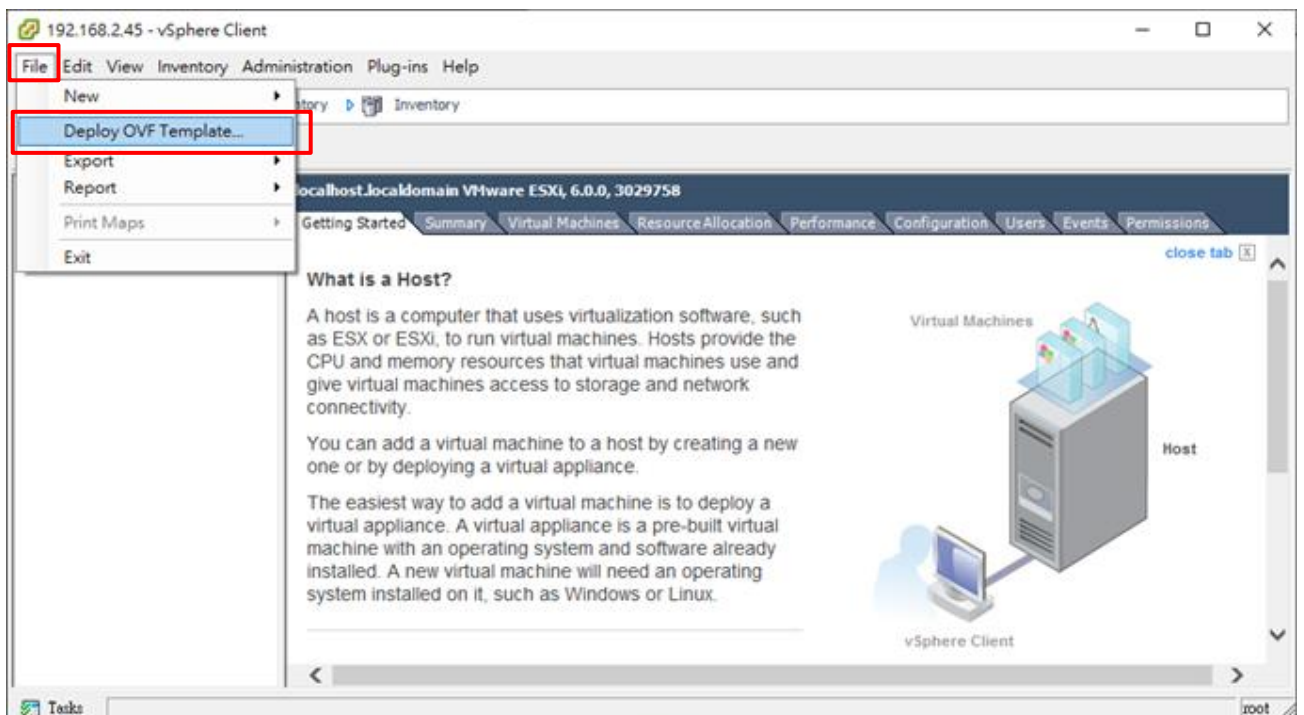 192.168.2.45 - vSphere Client
File Edit View Inventory Administration Plug-ins Help
New
Inventory
Deploy OVF Template...
Export
Report
Print Maps
Exit
localhost.localdomain VMware ESXi, 6.0.0, 3029758
Getting Started Summary Virtual Machines Resource Allocation Performance Configuration Users Events Permissions
close tab X
What is a Host?
A host is a computer that uses virtualization software, such
as ESX or ESXi, to run virtual machines. Hosts provide the
CPU and memory resources that virtual machines use and
give virtual machines access to storage and network
connectivity.
You can add a virtual machine to a host by creating a new
one or by deploying a virtual appliance.
The easiest way to add a virtual machine is to deploy a
virtual appliance. A virtual appliance is a pre-built virtual
machine with an operating system and software already
installed. A new virtual machine will need an operating
system installed on it, such as Windows or Linux.
Virtual Machines
Host
vSphere Client
Tasks
root